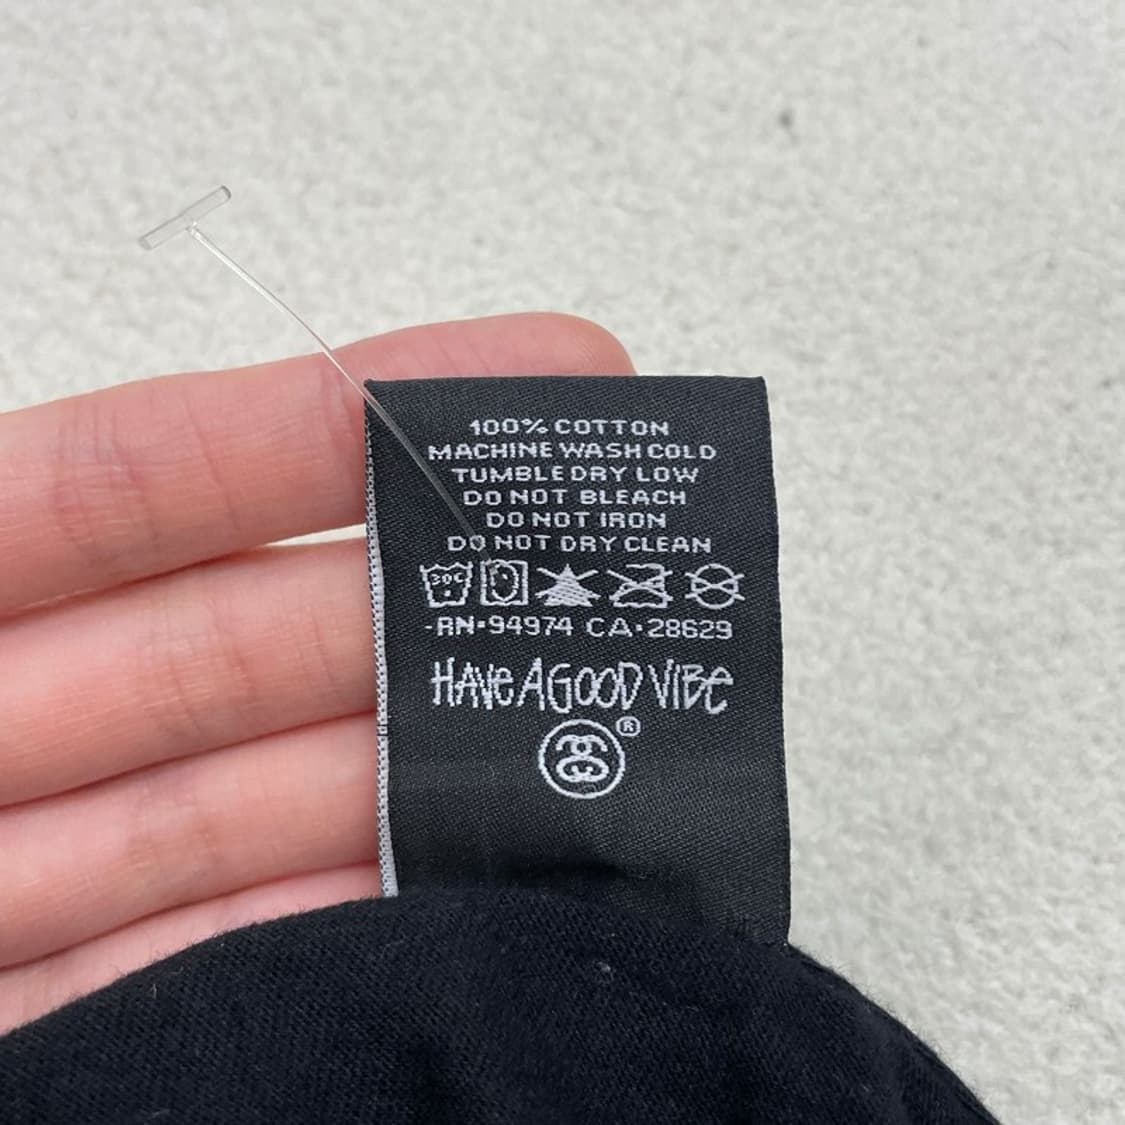 100% COTTON
MACHINE WASH COLD
TUMBLE DRY LOW
DO NOT BLEACH
DO NOT IRON
DO NOT DRY CLEAN
30C
-RN·94974 CA·28629
HAVE A GOOD VIBE
®